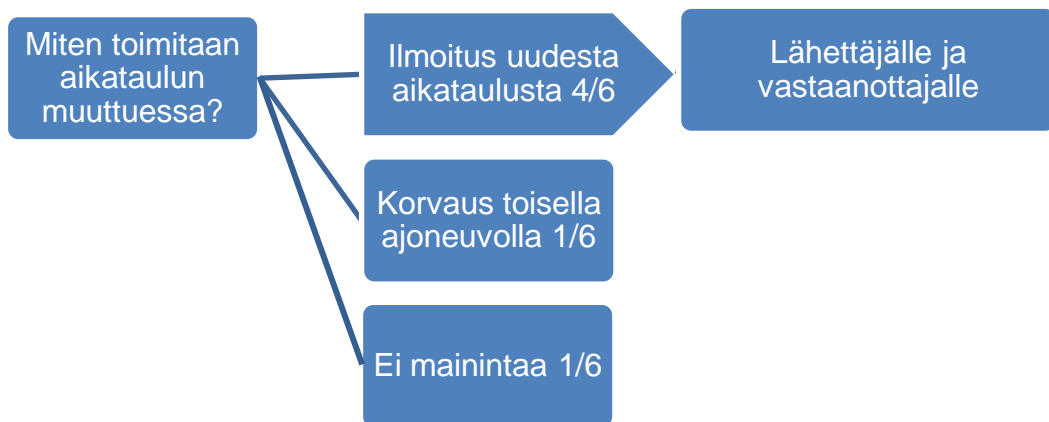 Miten toimitaan
aikataulun
muuttuessa?
Ilmoitus uudesta
aikataulusta 4/6
Lähettäjälle ja
vastaanottajalle
Korvaus toisella
ajoneuvolla 1/6
Ei mainintaa 1/6